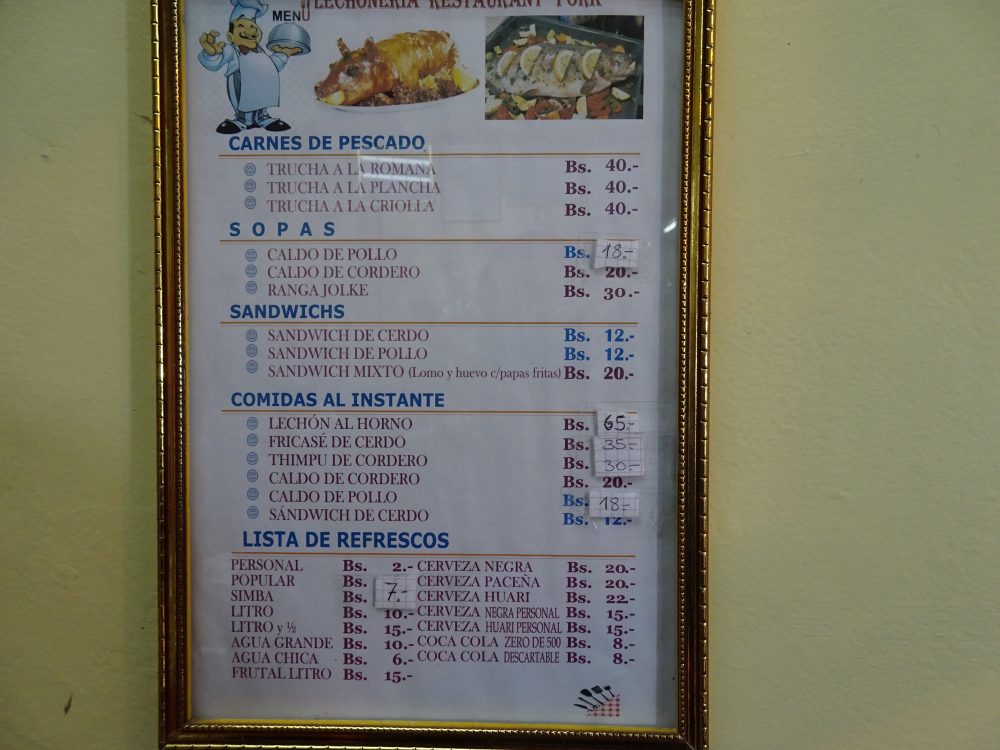 MENÚ LECHONERIA RESTAURANT PORK
CARNES DE PESCADO
TRUCHA A LA ROMANA Bs. 40.-
TRUCHA A LA PLANCHA Bs. 40.-
TRUCHA A LA CRIOLLA Bs. 40.-
SOPAS
CALDO DE POLLO Bs. 18.-
CALDO DE CORDERO Bs. 20.-
RANGA JOLKE Bs. 30.-
SANDWICHS
SANDWICH DE CERDO Bs. 12.-
SANDWICH DE POLLO Bs. 12.-
SANDWICH MIXTO (Lomo y huevo c/papas fritas) Bs. 20.-
COMIDAS AL INSTANTE
LECHÓN AL HORNO Bs. 65.-
FRICASÉ DE CERDO Bs. 35.-
THIMPU DE CORDERO Bs. 30.-
CALDO DE CORDERO Bs. 20.-
CALDO DE POLLO Bs. 18.-
SÁNDWICH DE CERDO Bs. 12.-
LISTA DE REFRESCOS
PERSONAL Bs. 2.- CERVEZA NEGRA Bs. 20.-
POPULAR Bs. 7.- CERVEZA PACEÑA Bs. 20.-
SIMBA Bs. CERVEZA HUARI Bs. 22.-
LITRO Bs. 10.- CERVEZA NEGRA PERSONAL Bs. 15.-
LITRO y ½ Bs. 15.- CERVEZA HUARI PERSONAL Bs. 15.-
AGUA GRANDE Bs. 10.- COCA COLA ZERO DE 500 Bs. 8.-
AGUA CHICA Bs. 6.- COCA COLA DESCARTABLE Bs. 8.-
FRUTAL LITRO Bs. 15.-